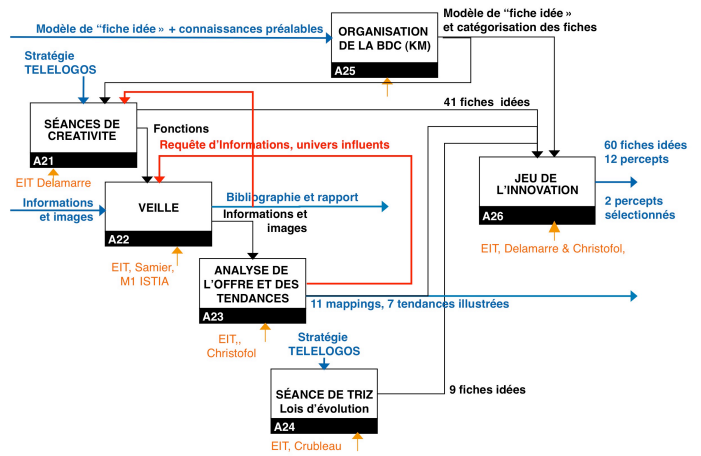 Modèle de “fiche idée » + connaissances préalables
ORGANISATION
DE LA BDC (KM)
A25
Modèle de “fiche idée »
et catégorisation des fiches
Stratégie
TELELOGOS
41 fiches idées
SÉANCES DE
CREATIVITE
A21
EIT Delamarre
Fonctions
Requête d’Informations, univers influents
60 fiches idées
12 percepts
JEU DE
L’INNOVATION
A26
2 percepts
sélectionnés
EIT, Delamarre & Christofol,
Informations
et images
VEILLE
A22
Bibliographie et rapport
Informations et
images
EIT, Samier,
M1 ISTIA
ANALYSE DE
L’OFFRE ET DES
TENDANCES
A23
11 mappings, 7 tendances illustrées
EIT,,
Christofol
Stratégie
TELELOGOS
SÉANCE DE TRIZ
Lois d’évolution
A24
9 fiches idées
EIT, Crubleau